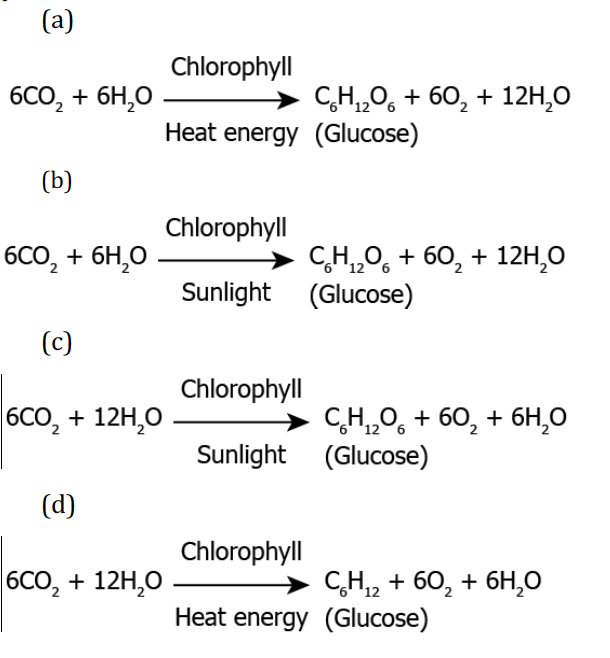 (a)
Chlorophyll
6CO₂ + 6H₂O ⟶ C₆H₁₂O₆ + 6O₂ + 12H₂O
Heat energy (Glucose)
(b)
Chlorophyll
6CO₂ + 6H₂O ⟶ C₆H₁₂O₆ + 6O₂ + 12H₂O
Sunlight (Glucose)
(c)
Chlorophyll
6CO₂ + 12H₂O ⟶ C₆H₁₂O₆ + 6O₂ + 6H₂O
Sunlight (Glucose)
(d)
Chlorophyll
6CO₂ + 12H₂O ⟶ C₆H₁₂ + 6O₂ + 6H₂O
Heat energy (Glucose)